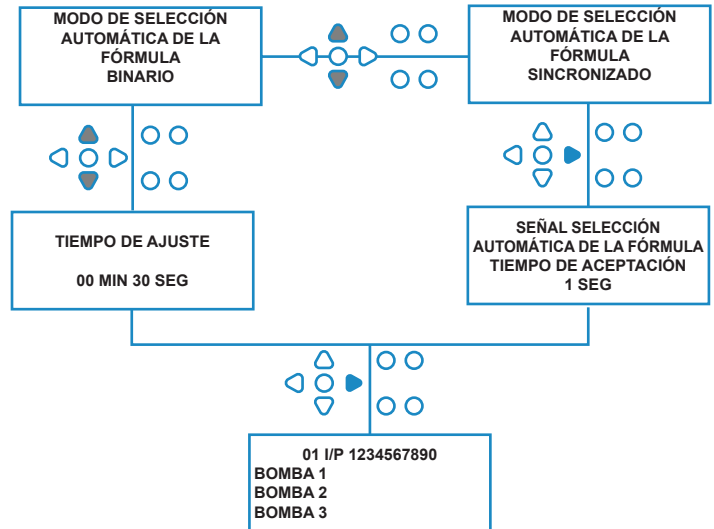 MODO DE SELECCIÓN
AUTOMÁTICA DE LA
FÓRMULA
BINARIO
MODO DE SELECCIÓN
AUTOMÁTICA DE LA
FÓRMULA
SINCRONIZADO
TIEMPO DE AJUSTE
00 MIN 30 SEG
SEÑAL SELECCIÓN
AUTOMÁTICA DE LA FÓRMULA
TIEMPO DE ACEPTACIÓN
1 SEG
01 I/P 1234567890
BOMBA 1
BOMBA 2
BOMBA 3